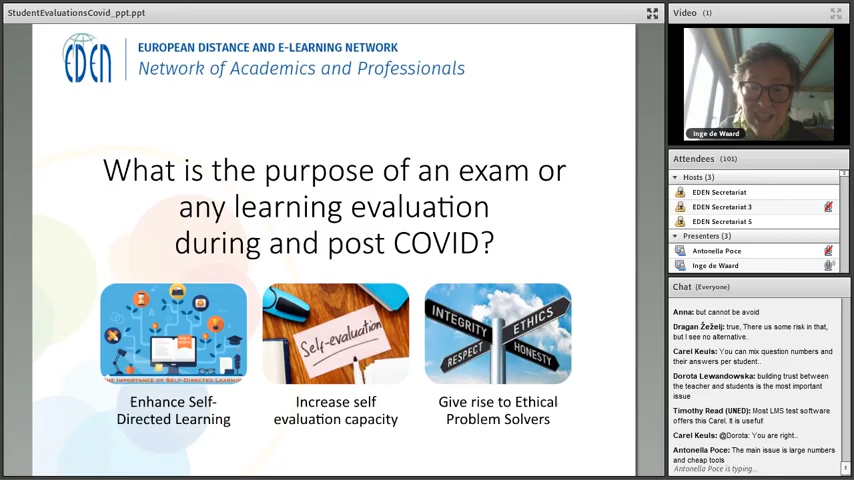 StudentEvaluationsCovid_ppt.ppt
EDEN
EUROPEAN DISTANCE AND E-LEARNING NETWORK
Network of Academics and Professionals
What is the purpose of an exam or
any learning evaluation
during and post COVID?
THE IMPORTANCE OF SELF-DIRECTED LEARNING
Self-evaluation
INTEGRITY
ETHICS
RESPECT
HONESTY
Enhance Self-
Directed Learning
Increase self
evaluation capacity
Give rise to Ethical
Problem Solvers
Video (1)
Inge de Waard
Attendees (101)
Hosts (3)
EDEN Secretariat
EDEN Secretariat 3
EDEN Secretariat 5
Presenters (3)
Antonella Poce
Inge de Waard
Chat (Everyone)
Anna: but cannot be avoid
Dragan Žeželj: true, There us some risk in that,
but I see no alternative.
Carel Keuls: You can mix question numbers and
their answers per student..
Dorota Lewandowska: building trust between
the teacher and students is the most important
issue
Timothy Read (UNED): Most LMS test software
offers this Carel. It is useful!
Carel Keuls: @Dorota: You are right..
Antonella Poce: The main issue is large numbers
and cheap tools
Antonella Poce is typing...